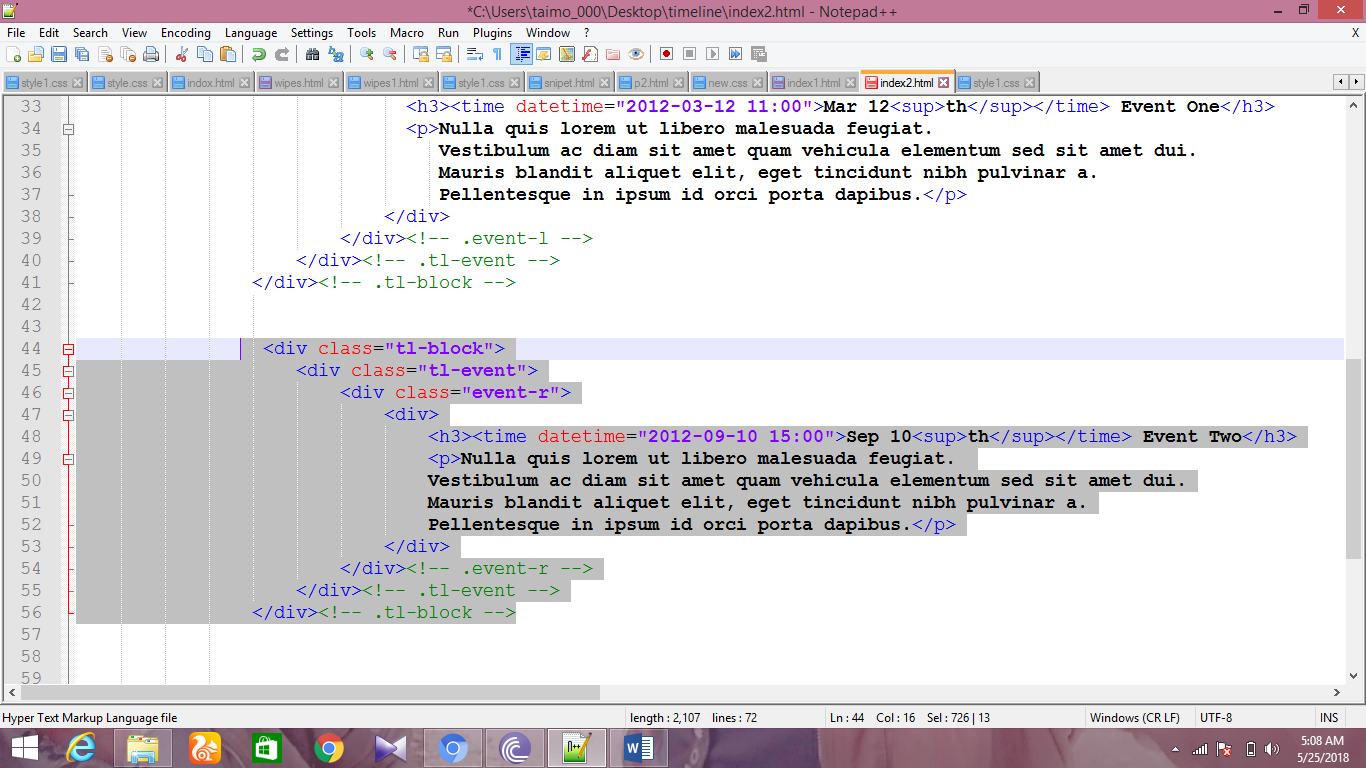 *C:\Users\taimo_000\Desktop\timeline\index2.html - Notepad++
File Edit Search View Encoding Language Settings Tools Macro Run Plugins Window ? X
style1.css style.css indox.html wipes.html wipes1.html style1.css snipet.html p2.html new.css index1.html index2.html style1.css
33 <h3><time datetime="2012-03-12 11:00">Mar 12<sup>th</sup></time> Event One</h3>
34 <p>Nulla quis lorem ut libero malesuada feugiat.
35 Vestibulum ac diam sit amet quam vehicula elementum sed sit amet dui.
36 Mauris blandit aliquet elit, eget tincidunt nibh pulvinar a.
37 Pellentesque in ipsum id orci porta dapibus.</p>
38 </div>
39 </div><!-- .event-l -->
40 </div><!-- .tl-event -->
41 </div><!-- .tl-block -->
42
43
44 <div class="tl-block">
45 <div class="tl-event">
46 <div class="event-r">
47 <div>
48 <h3><time datetime="2012-09-10 15:00">Sep 10<sup>th</sup></time> Event Two</h3>
49 <p>Nulla quis lorem ut libero malesuada feugiat.
50 Vestibulum ac diam sit amet quam vehicula elementum sed sit amet dui.
51 Mauris blandit aliquet elit, eget tincidunt nibh pulvinar a.
52 Pellentesque in ipsum id orci porta dapibus.</p>
53 </div>
54 </div><!-- .event-r -->
55 </div><!-- .tl-event -->
56 </div><!-- .tl-block -->
57
58
59
Hyper Text Markup Language file length : 2,107 lines : 72 Ln : 44 Col : 16 Sel : 726 | 13 Windows (CR LF) UTF-8 INS
5:08 AM
5/25/2018